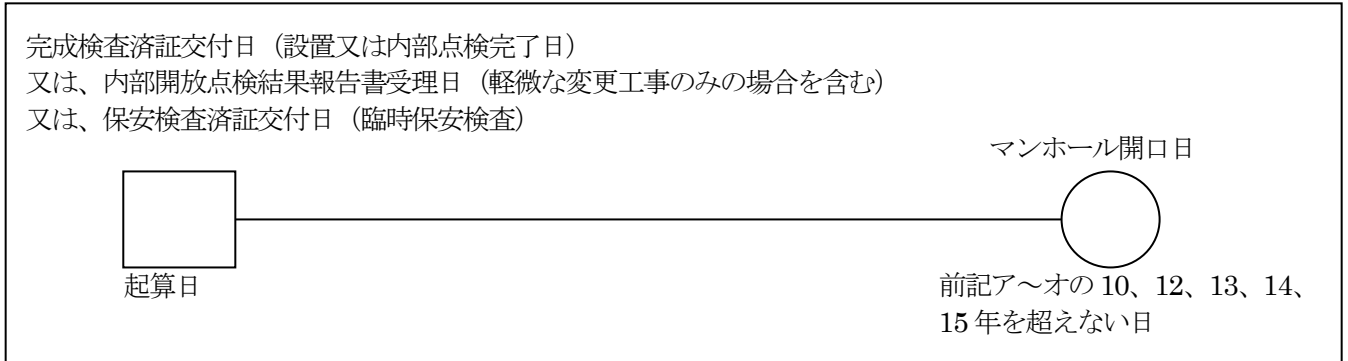 完成検査済証交付日（設置又は内部点検完了日）
又は、内部開放点検結果報告書受理日（軽微な変更工事のみの場合を含む）
又は、保安検査済証交付日（臨時保安検査）
マンホール開口日
起算日
前記ア～オの 10、12、13、14、
15 年を超えない日